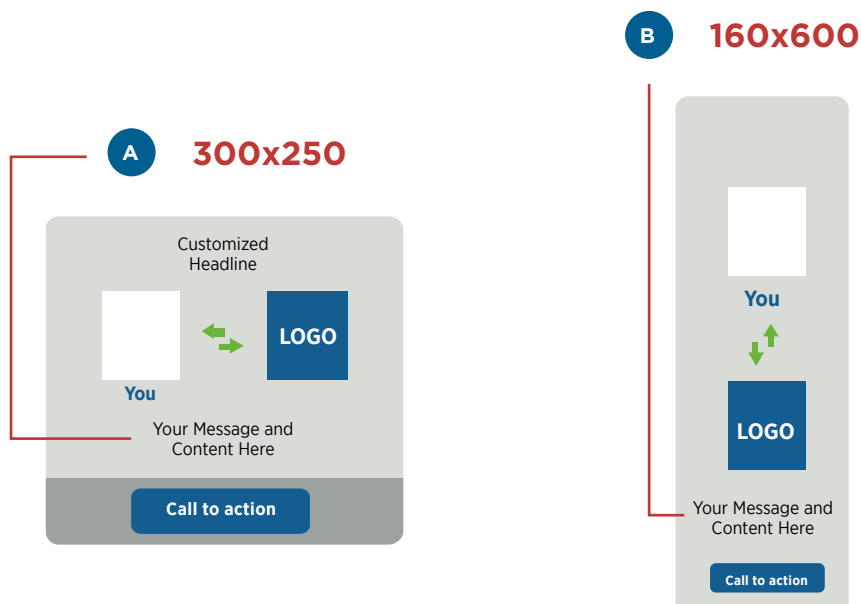 A
300x250
Customized
Headline
LOGO
You
Your Message and
Content Here
Call to action
B
160x600
You
LOGO
Your Message and
Content Here
Call to action